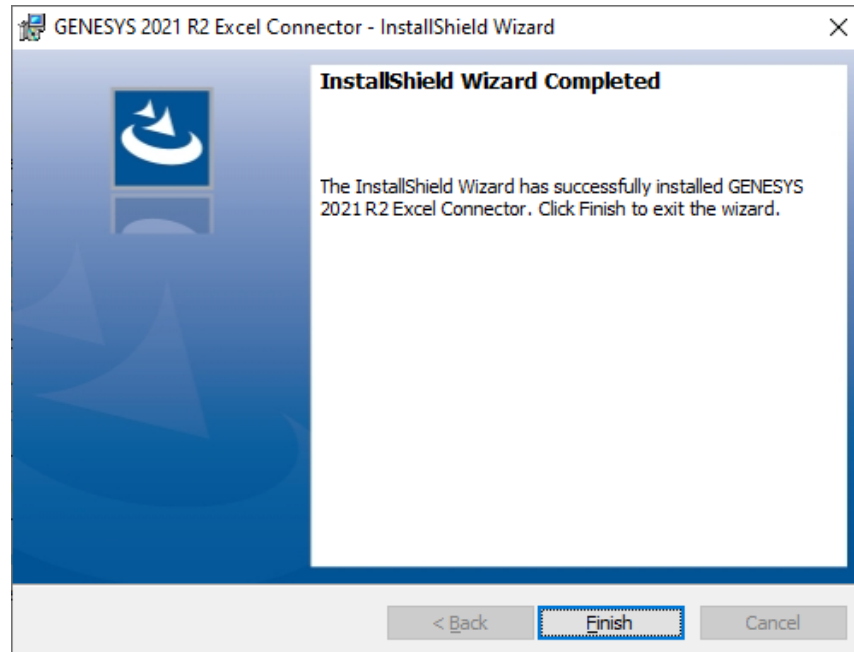 GENESYS 2021 R2 Excel Connector - InstallShield Wizard
InstallShield Wizard Completed
The InstallShield Wizard has successfully installed GENESYS
2021 R2 Excel Connector. Click Finish to exit the wizard.
< Back
Finish
Cancel